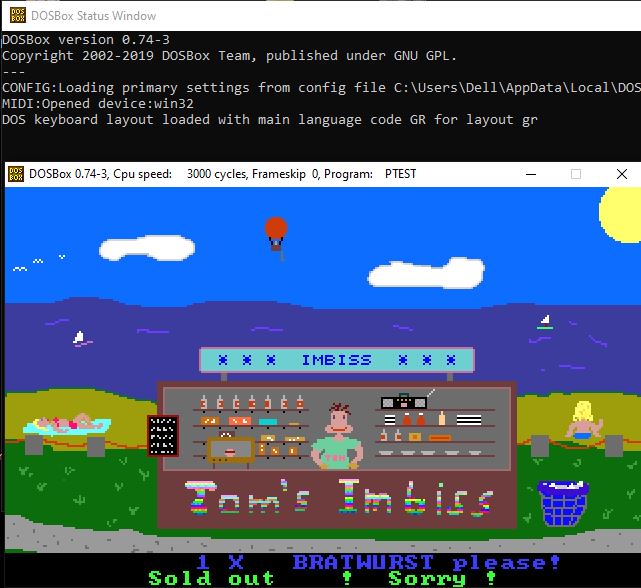 DOSBox Status Window
DOSBox version 0.74-3
Copyright 2002-2019 DOSBox Team, published under GNU GPL.
---
CONFIG:Loading primary settings from config file C:\Users\Dell\AppData\Local\DOS
MIDI:Opened device:win32
DOS keyboard layout loaded with main language code GR for layout gr
DOSBox 0.74-3, Cpu speed: 3000 cycles, Frameskip 0, Program: PTEST
* * * IMBISS * * *
TOM
Tom's Imbiss
1 X BRATWURST please!
Sold out ! Sorry !